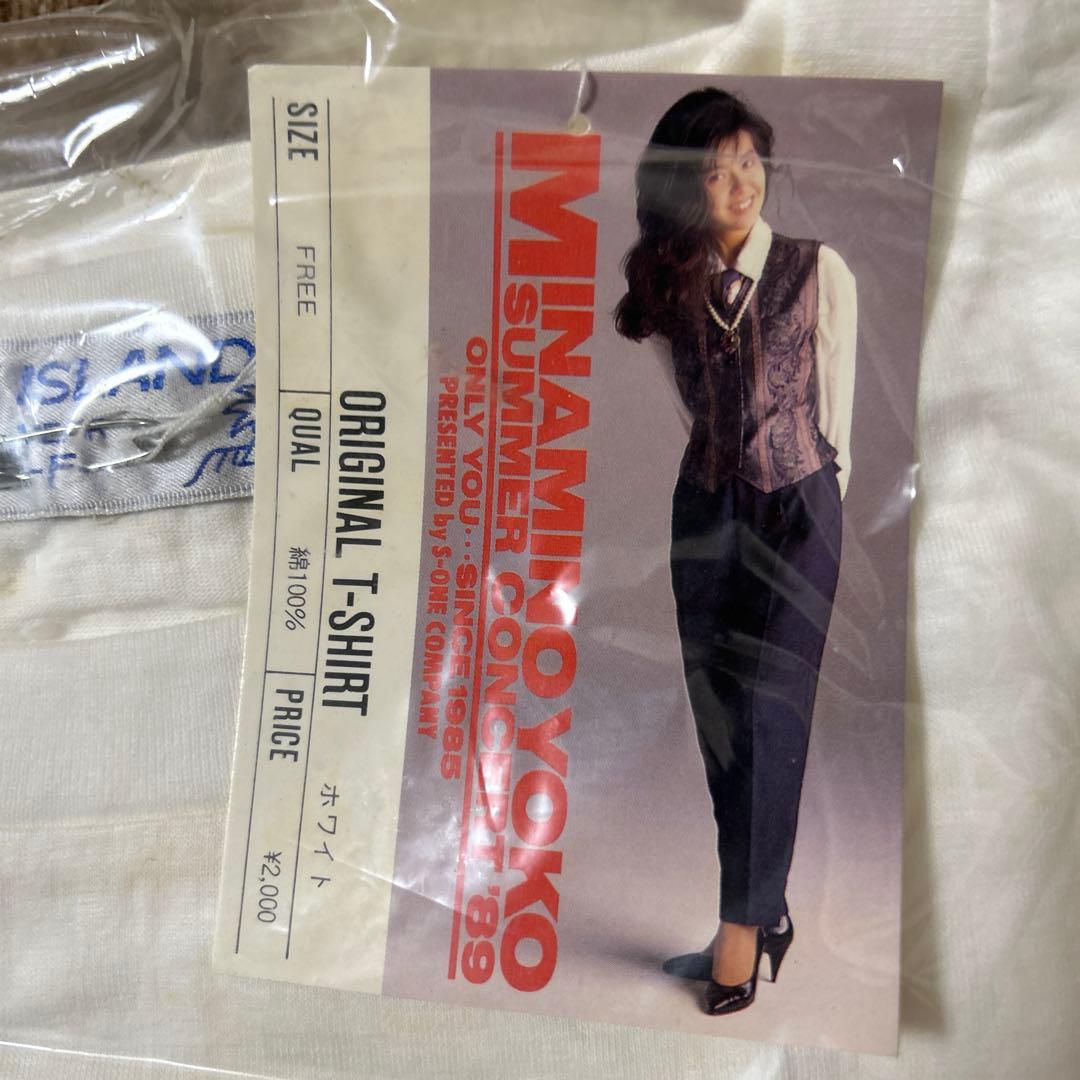 MINAMINO YOKO
SUMMER CONCERT '89
ONLY YOU...SINCE 1985
PRESENTED by S-ONE COMPANY
ORIGINAL T-SHIRT ホワイト
SIZE FREE QUAL 綿100% PRICE ¥2,000
ISLAND